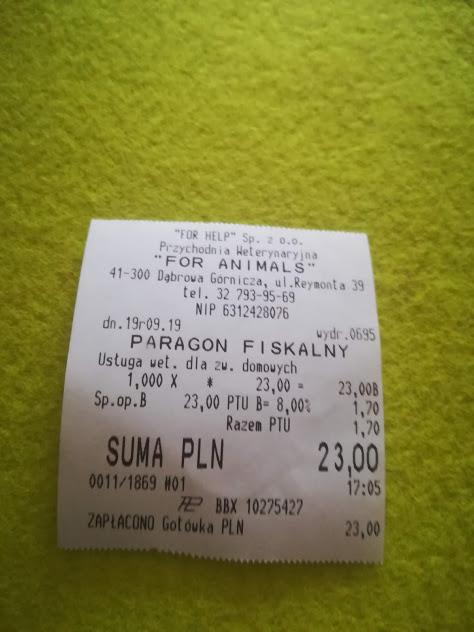 "FOR HELP" Sp. z o.o.
Przychodnia Weterynaryjna
"FOR ANIMALS"
41-300 Dąbrowa Górnicza, ul.Reymonta 39
tel. 32 793-95-69
NIP 6312428076
dn.19r09.19 wydr.0695
PARAGON FISKALNY
Usługa wet. dla zw. domowych
1,000 X * 23,00 = 23,00B
Sp.op.B 23,00 PTU B= 8,00% 1,70
Razem PTU 1,70
SUMA PLN 23,00
0011/1869 #01 17:05
BBX 10275427
ZAPŁACONO Gotówka PLN 23,00